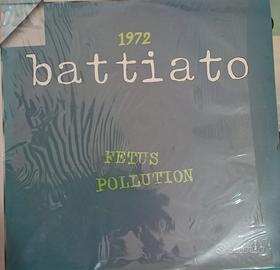 1972
battiato
FETUS
POLLUTION